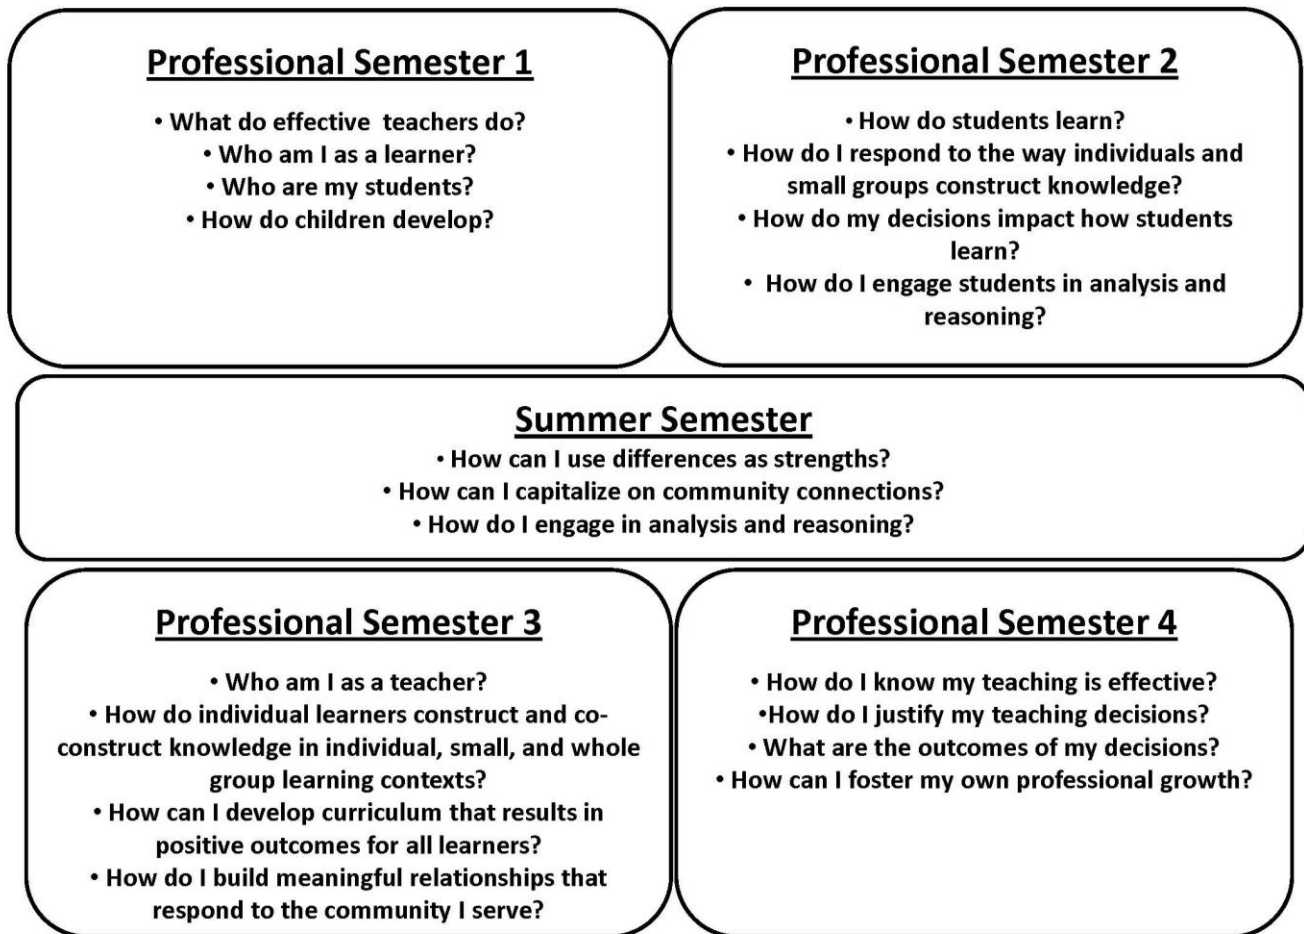 Professional Semester 1
• What do effective teachers do?
• Who am I as a learner?
• Who are my students?
• How do children develop?
Professional Semester 2
• How do students learn?
• How do I respond to the way individuals and
small groups construct knowledge?
• How do my decisions impact how students
learn?
• How do I engage students in analysis and
reasoning?
Summer Semester
• How can I use differences as strengths?
• How can I capitalize on community connections?
• How do I engage in analysis and reasoning?
Professional Semester 3
• Who am I as a teacher?
• How do individual learners construct and co-
construct knowledge in individual, small, and whole
group learning contexts?
• How can I develop curriculum that results in
positive outcomes for all learners?
• How do I build meaningful relationships that
respond to the community I serve?
Professional Semester 4
• How do I know my teaching is effective?
•How do I justify my teaching decisions?
• What are the outcomes of my decisions?
• How can I foster my own professional growth?